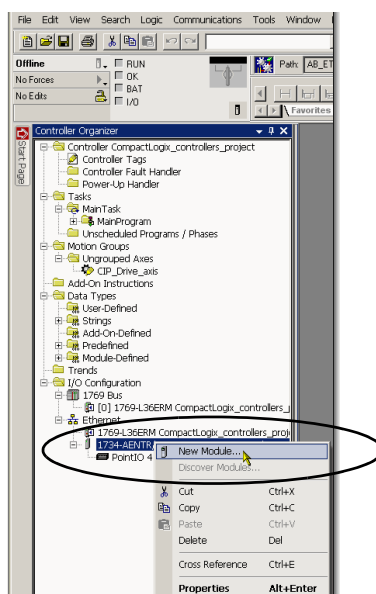 File Edit View Search Logic Communications Tools Window
Offline
RUN
No Forces
OK
BAT
No Edits
I/O
Path: AB_ET
Favorites
Start Page
Controller Organizer
Controller CompactLogix_controllers_project
Controller Tags
Controller Fault Handler
Power-Up Handler
Tasks
MainTask
MainProgram
Unscheduled Programs / Phases
Motion Groups
Ungrouped Axes
CIP_Drive_axis
Add-On Instructions
Data Types
User-Defined
Strings
Add-On-Defined
Predefined
Module-Defined
Trends
I/O Configuration
1769 Bus
[0] 1769-L36ERM CompactLogix_controllers_
Ethernet
1769-L36ERM CompactLogix_controllers_proj
1734-AENTR
PointIO 4
New Module...
Discover Modules...
Cut Ctrl+X
Copy Ctrl+C
Paste Ctrl+V
Delete Del
Cross Reference Ctrl+E
Properties Alt+Enter